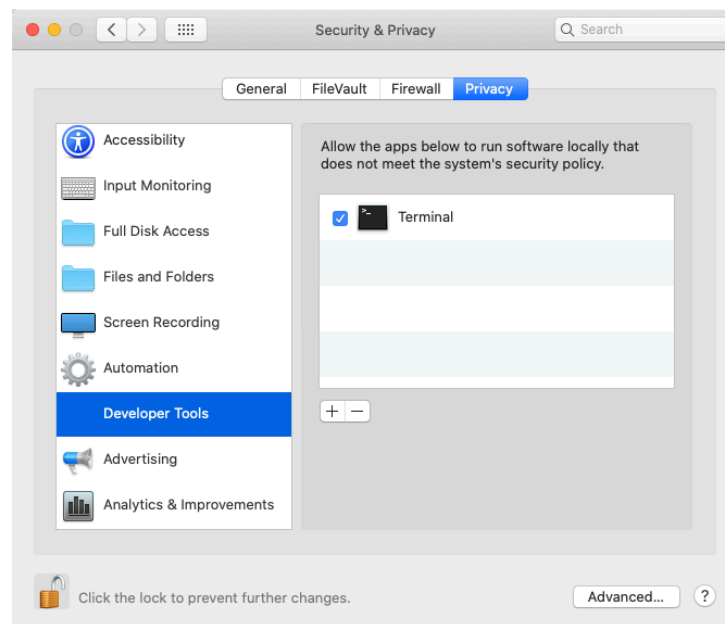 Security & Privacy
Search
General
FileVault
Firewall
Privacy
Accessibility
Input Monitoring
Full Disk Access
Files and Folders
Screen Recording
Automation
Developer Tools
Advertising
Analytics & Improvements
Allow the apps below to run software locally that
does not meet the system's security policy.
>_
Terminal
+ −
Click the lock to prevent further changes.
Advanced...
?